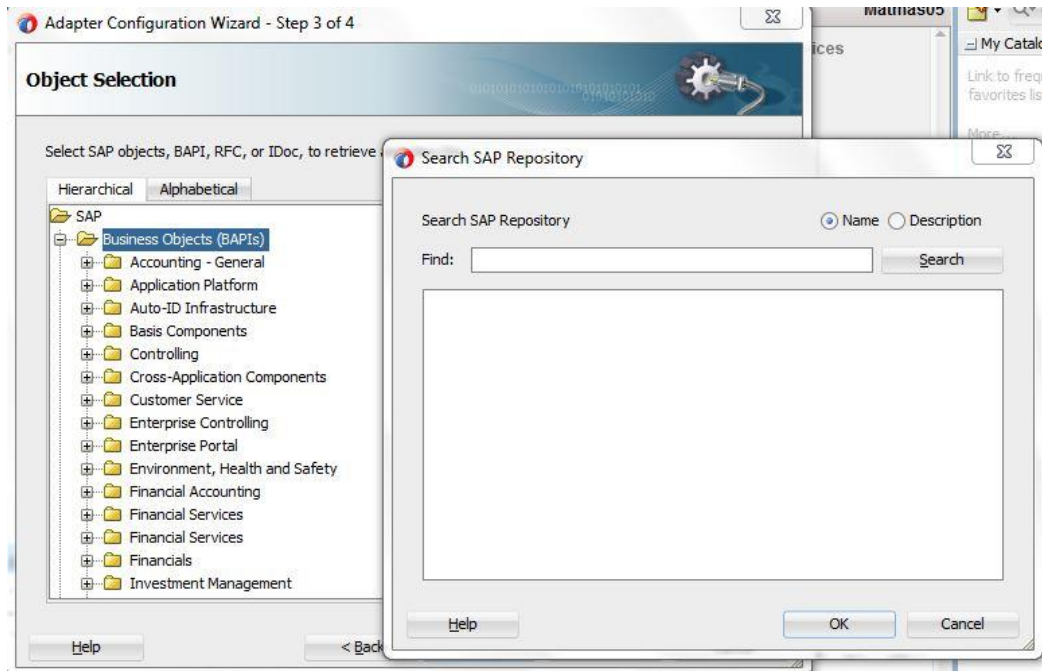 Adapter Configuration Wizard - Step 3 of 4
Object Selection
Select SAP objects, BAPI, RFC, or IDoc, to retrieve
Hierarchical Alphabetical
SAP
Business Objects (BAPIs)
Accounting - General
Application Platform
Auto-ID Infrastructure
Basis Components
Controlling
Cross-Application Components
Customer Service
Enterprise Controlling
Enterprise Portal
Environment, Health and Safety
Financial Accounting
Financial Services
Financial Services
Financials
Investment Management
Help < Back
Search SAP Repository
Search SAP Repository Name Description
Find: Search
Help OK Cancel
Matmas05
ices
My Catalo
Link to freq
favorites lis
More...